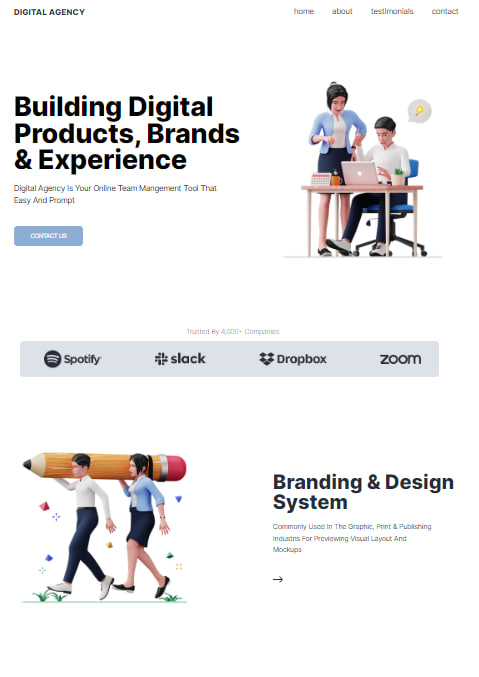 DIGITAL AGENCY
home about testimonials contact
Building Digital
Products, Brands
& Experience
Digital Agency Is Your Online Team Mangement Tool That
Easy And Prompt
CONTACT US
Trusted By 4,000+ Companies
Spotify slack Dropbox zoom
Branding & Design
System
Commonly Used In The Graphic, Print & Publishing
Industris For Previewing Visual Layout And
Mockups